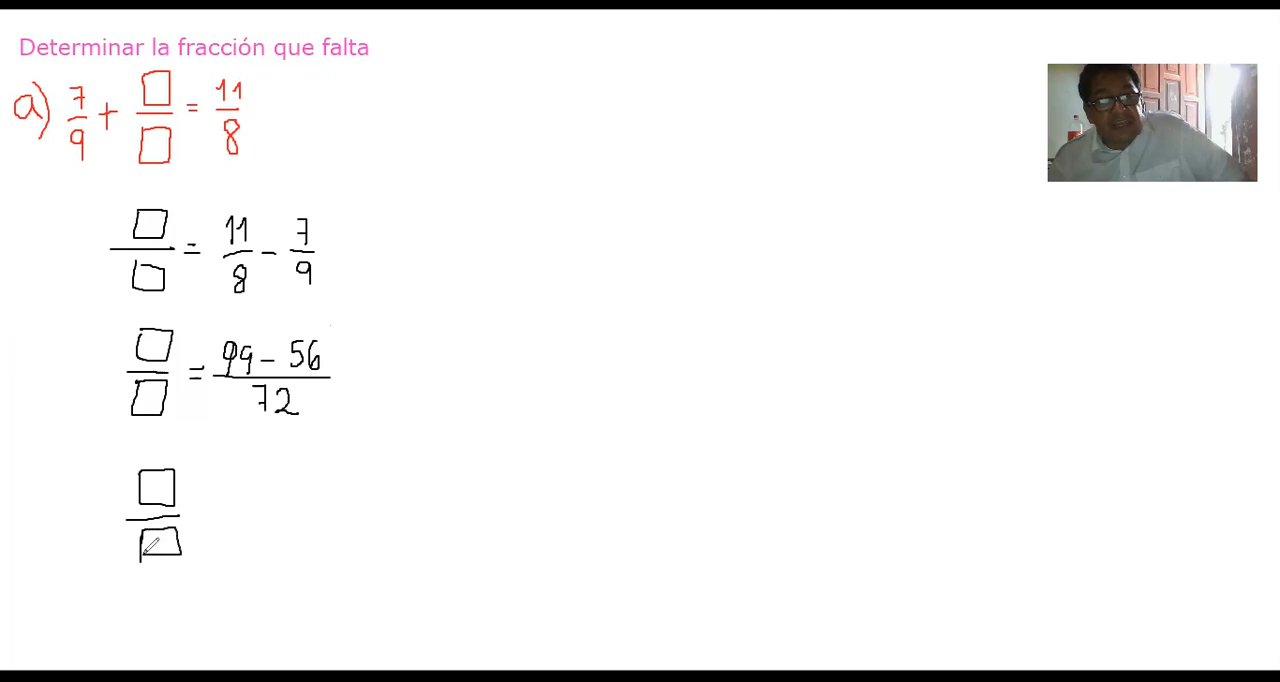 Determinar la fracción que falta
a) 7/9 + □/□ = 11/8
□/□ = 11/8 - 7/9
□/□ = 99 - 56/72
□/□